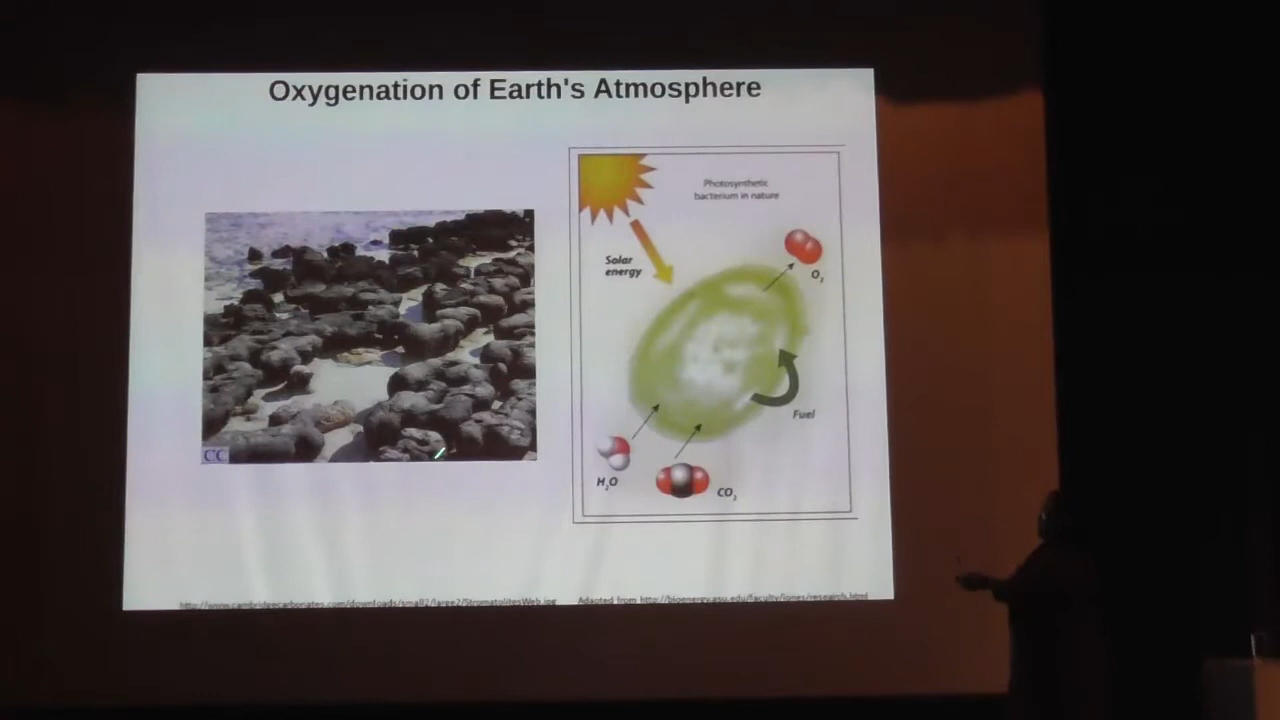 Oxygenation of Earth's Atmosphere
Photosynthetic
bacterium in nature
Solar
energy
O₂
Fuel
H₂O
CO₂
CC
http://www.cambridgecarbonates.com/downloads/small2/large2/StromatolitesWeb.jpg
Adapted from http://bioenergy.asu.edu/faculty/jones/research.html